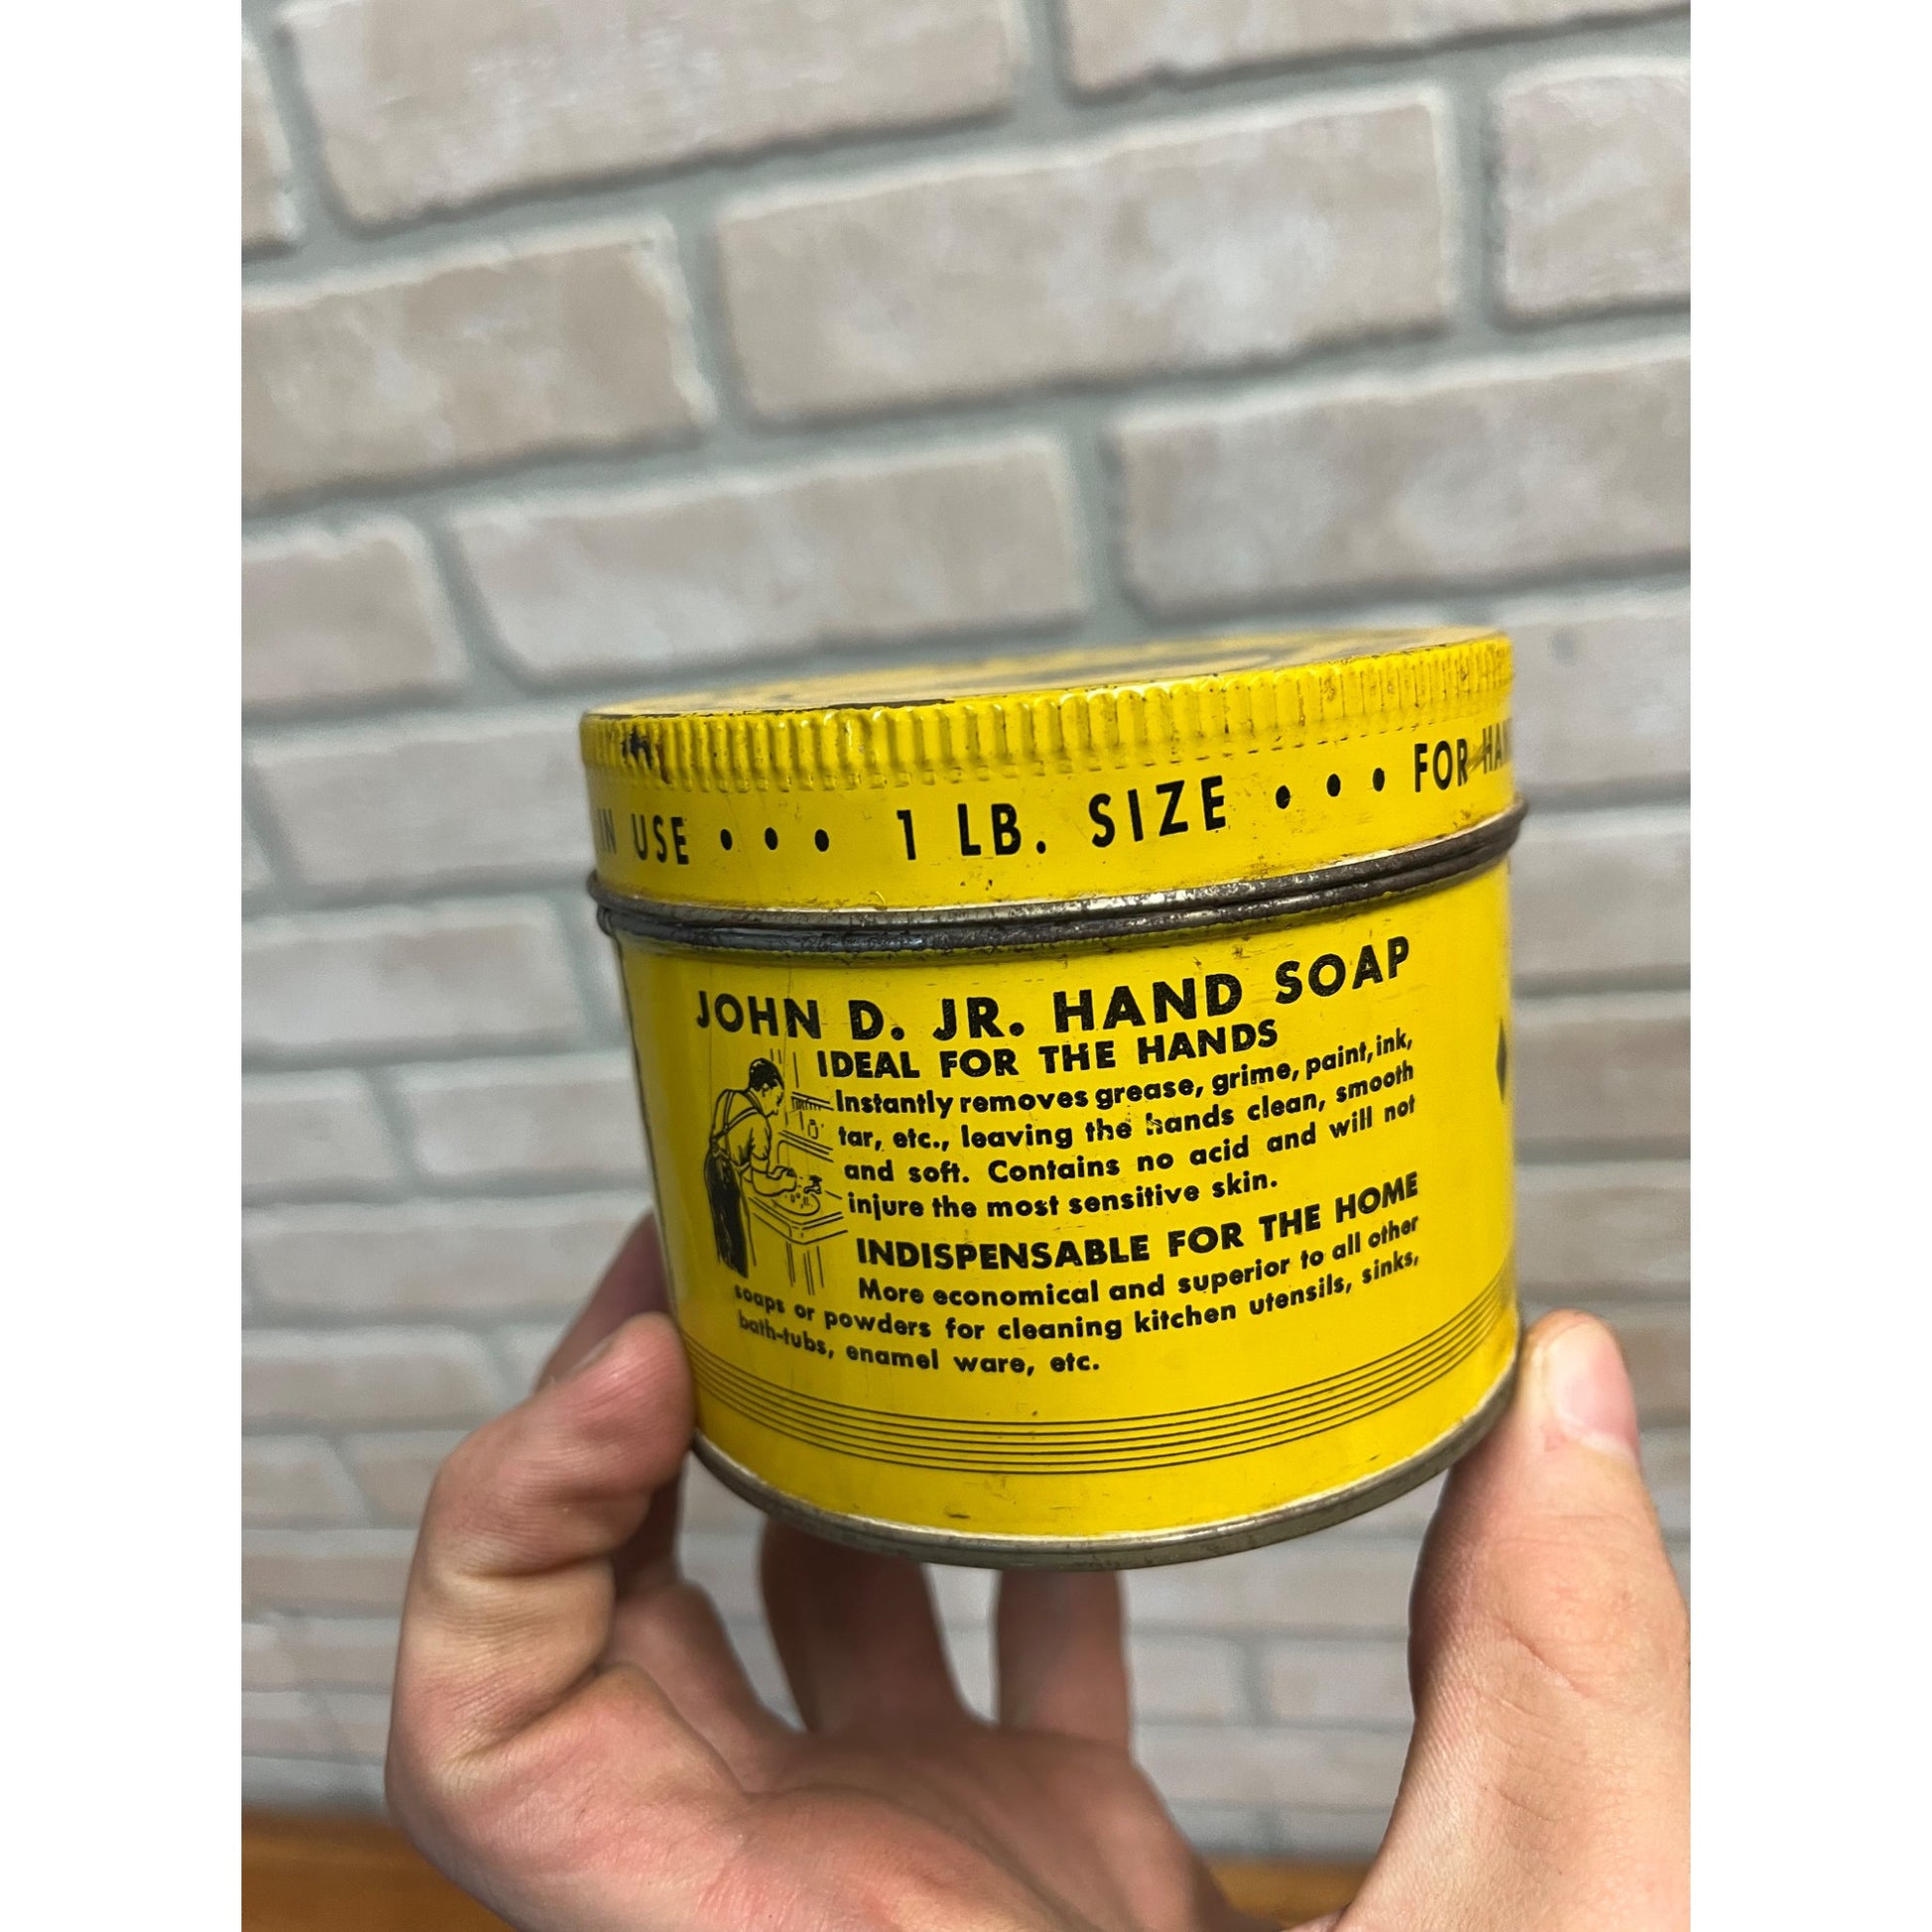 IN USE • • • 1 LB. SIZE • • • FOR
JOHN D. JR. HAND SOAP
IDEAL FOR THE HANDS
Instantly removes grease, grime, paint, ink,
tar, etc., leaving the hands clean, smooth
and soft. Contains no acid and will not
injure the most sensitive skin.
INDISPENSABLE FOR THE HOME
More economical and superior to all other
soaps or powders for cleaning kitchen utensils, sinks,
bath-tubs, enamel ware, etc.